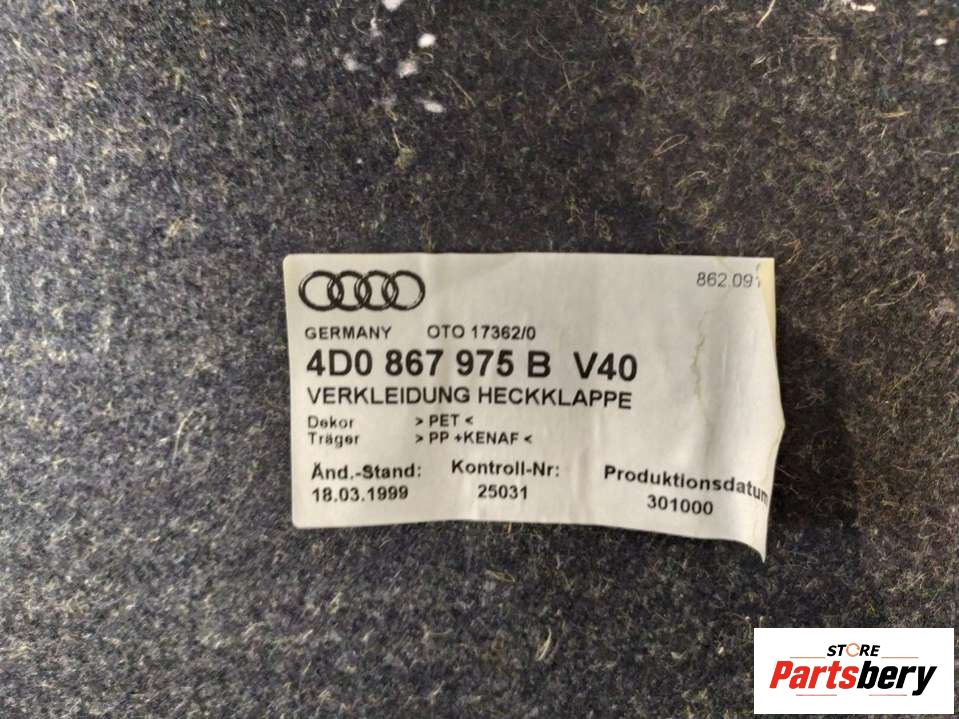 862.091
GERMANY OTO 17362/0
4D0 867 975 B V40
VERKLEIDUNG HECKKLAPPE
Dekor > PET <
Träger > PP +KENAF <
Änd.-Stand: Kontroll-Nr: Produktionsdatum
18.03.1999 25031 301000
STORE
Partsbery